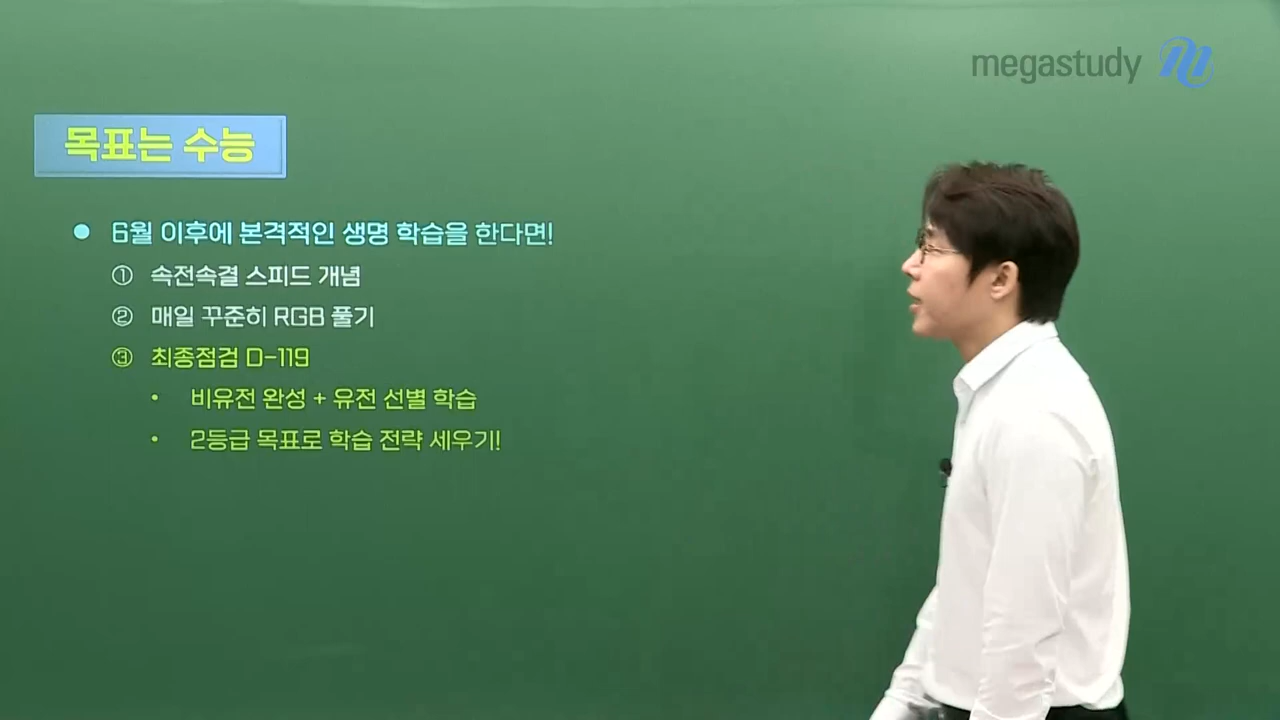 megastudy
목표는 수능
● 6월 이후에 본격적인 생명 학습을 한다면!
① 속전속결 스피드 개념
② 매일 꾸준히 RGB 풀기
③ 최종점검 D-119
• 비유전 완성 + 유전 선별 학습
• 2등급 목표로 학습 전략 세우기!